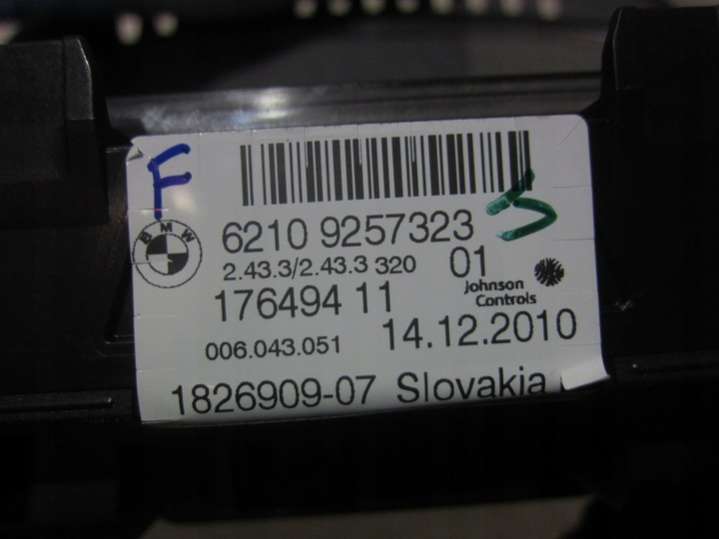 F
6210 9257323
S
BMW
2.43.3/2.43.3 320
01
176494 11
Johnson
Controls
006.043.051
14.12.2010
1826909-07 Slovakia